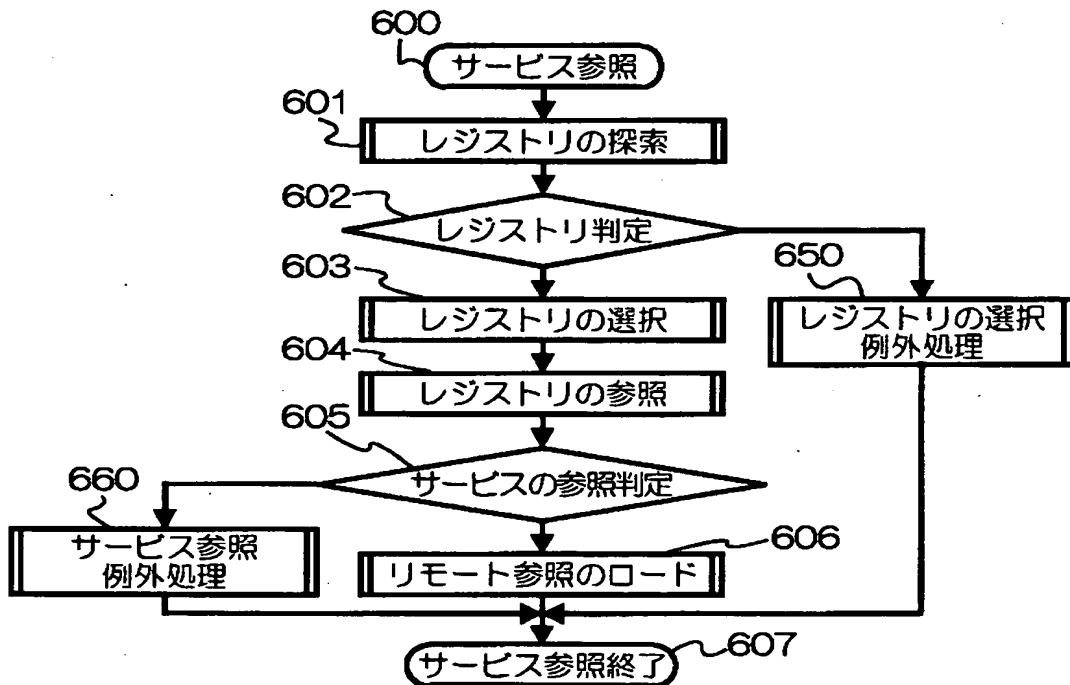 600
サービス参照
601
レジストリの探索
602
レジストリ判定
603
レジストリの選択
650
レジストリの選択
例外処理
604
レジストリの参照
605
サービスの参照判定
660
サービス参照
例外処理
606
リモート参照のロード
サービス参照終了
607